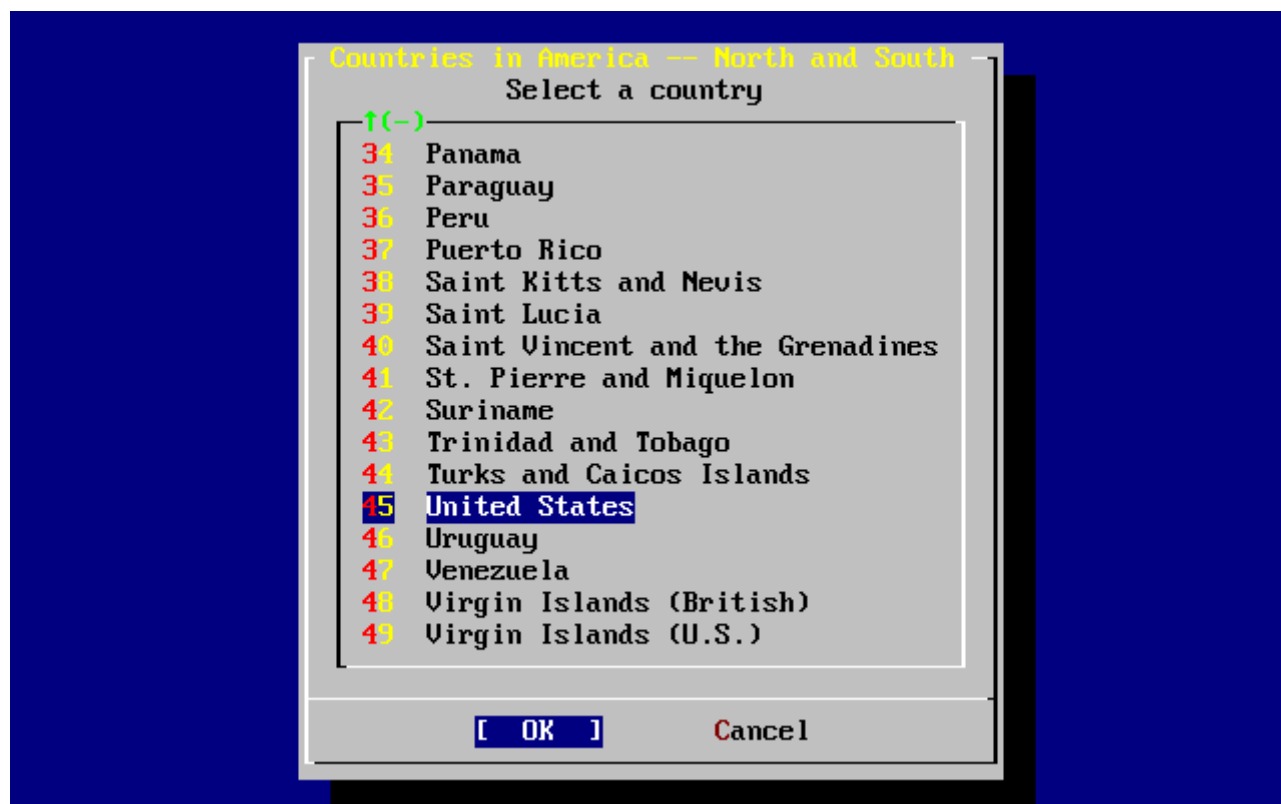 Countries in America -- North and South
Select a country
↑(-)
34 Panama
35 Paraguay
36 Peru
37 Puerto Rico
38 Saint Kitts and Nevis
39 Saint Lucia
40 Saint Vincent and the Grenadines
41 St. Pierre and Miquelon
42 Suriname
43 Trinidad and Tobago
44 Turks and Caicos Islands
45 United States
46 Uruguay
47 Venezuela
48 Virgin Islands (British)
49 Virgin Islands (U.S.)
[ OK ] Cancel